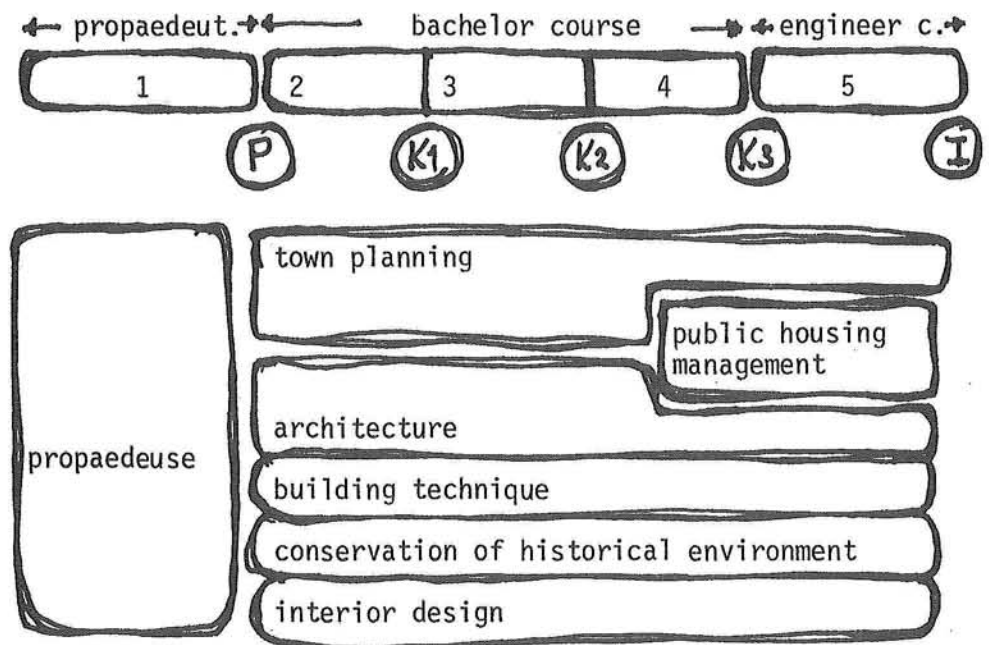 propaedeut. bachelor course engineer c.
1 2 3 4 5
P K1 K2 K3 I
town planning
public housing
management
architecture
propaedeuse
building technique
conservation of historical environment
interior design